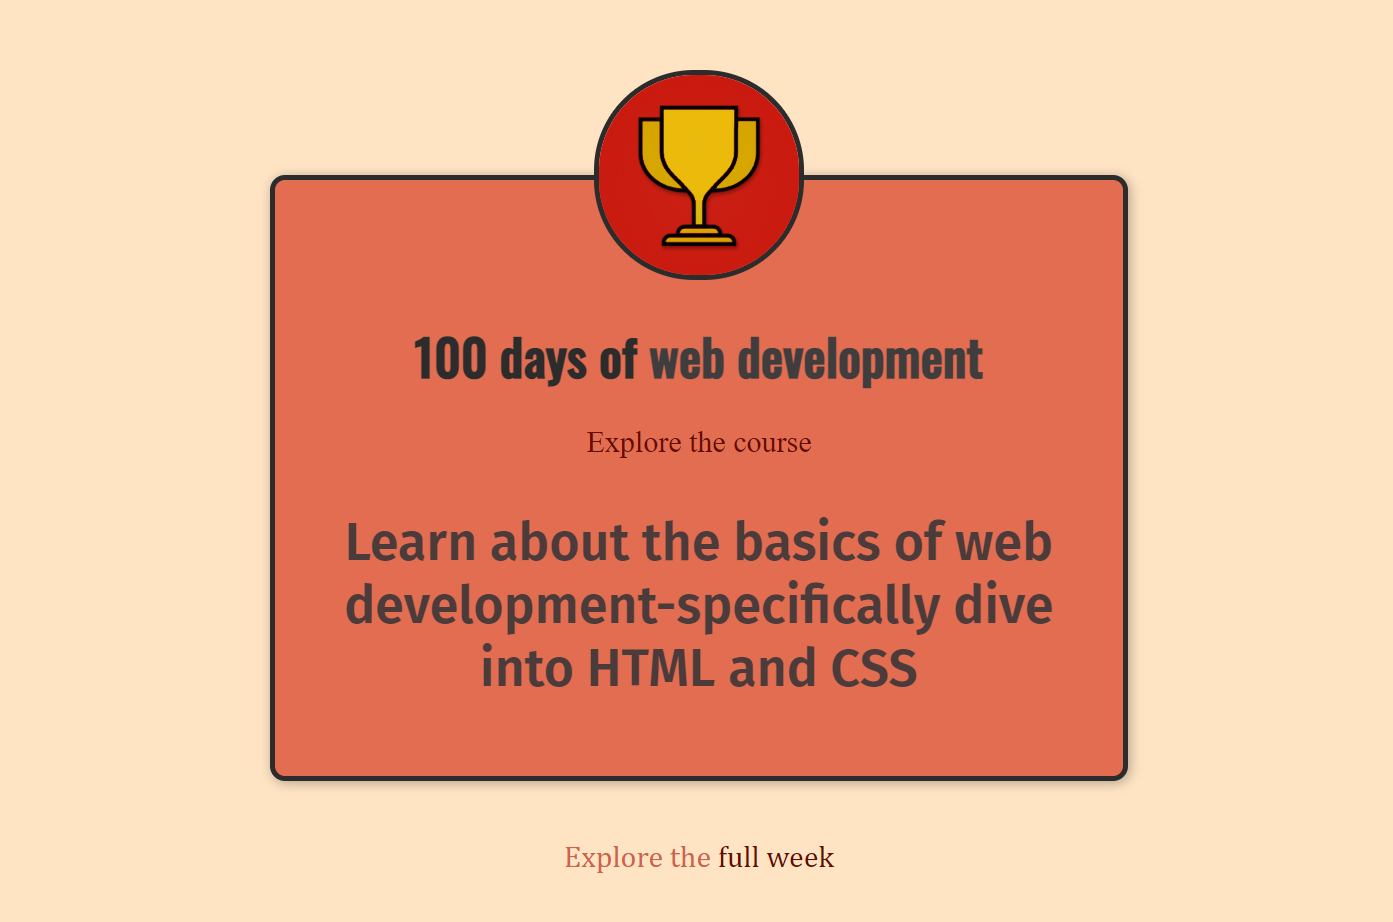 100 days of web development
Explore the course
Learn about the basics of web
development-specifically dive
into HTML and CSS
Explore the full week